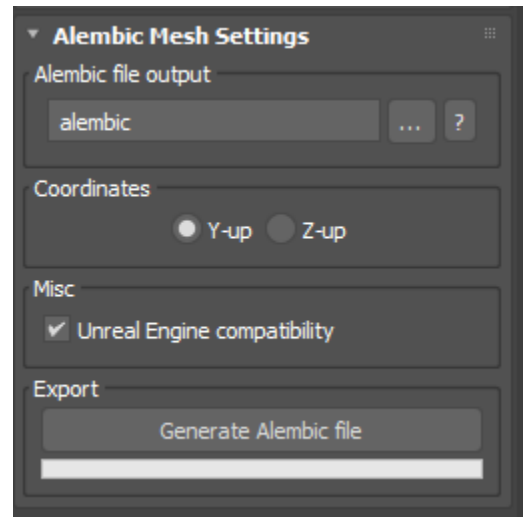 Alembic Mesh Settings
Alembic file output
alembic
...
?
Coordinates
Y-up
Z-up
Misc
Unreal Engine compatibility
Export
Generate Alembic file